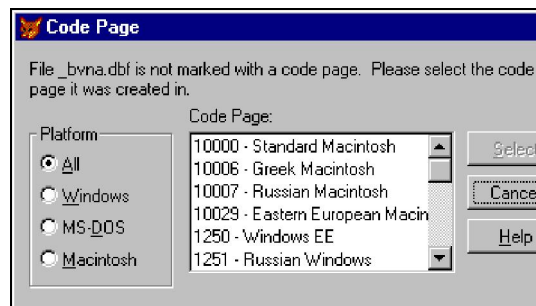 Code Page
File _bvna.dbf is not marked with a code page. Please select the code
page it was created in.
Code Page:
Platform
All
Windows
MS-DOS
Macintosh
10000 - Standard Macintosh
10006 - Greek Macintosh
10007 - Russian Macintosh
10029 - Eastern European Macin
1250 - Windows EE
1251 - Russian Windows
Select
Cance
Help